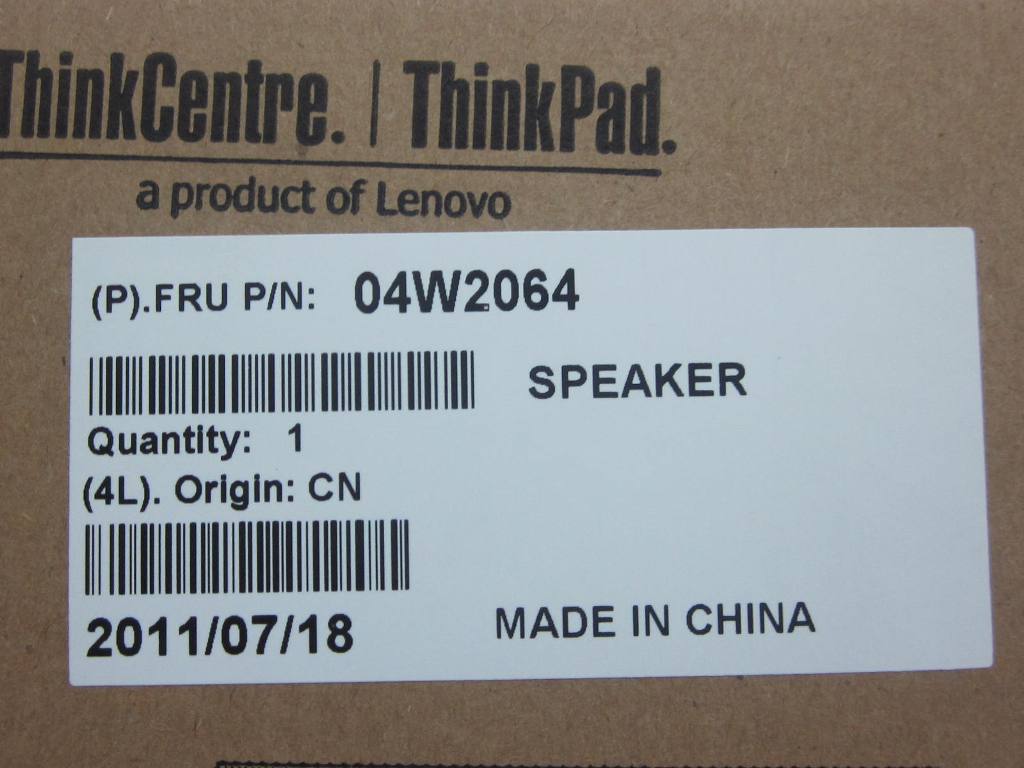 ThinkCentre. | ThinkPad.
a product of Lenovo
(P).FRU P/N: 04W2064
SPEAKER
Quantity: 1
(4L). Origin: CN
2011/07/18
MADE IN CHINA